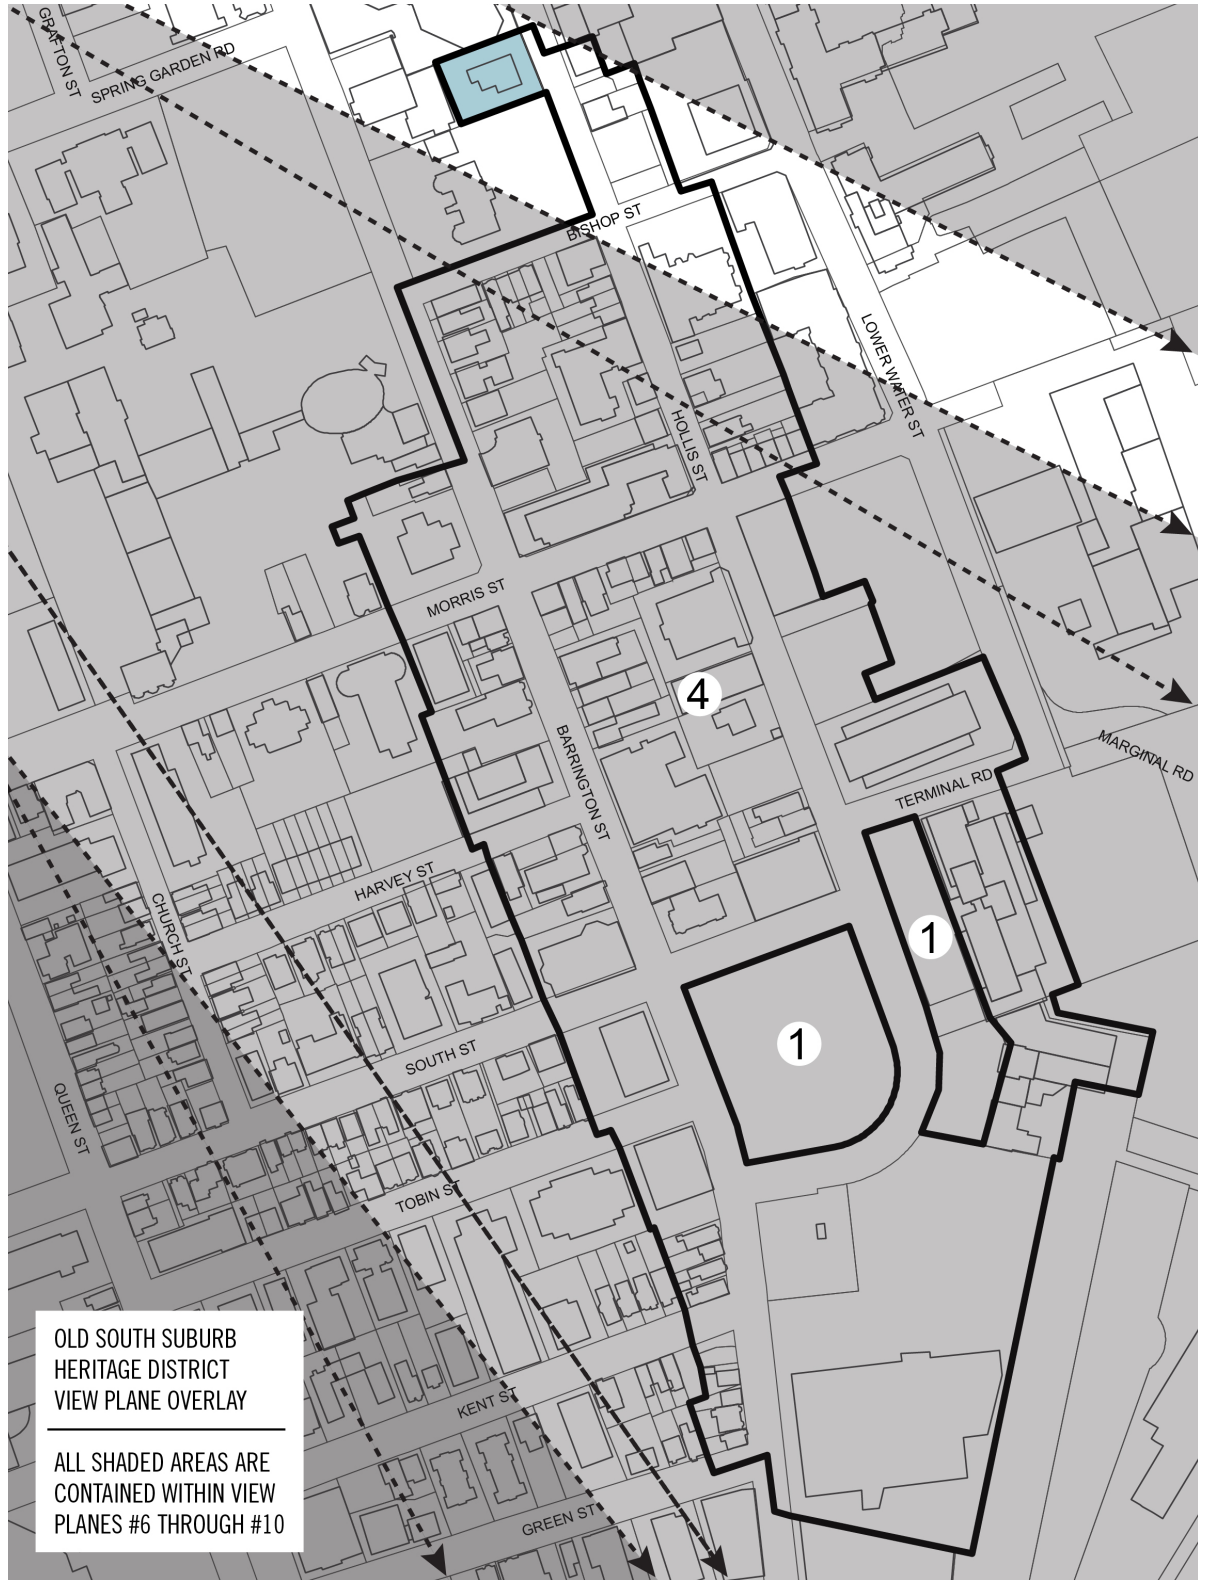 GRAFTON ST
SPRING GARDEN RD
BISHOP ST
LOWER WATER ST
HOLLIS ST
MORRIS ST
4
BARRINGTON ST
MARGINAL RD
TERMINAL RD
HARVEY ST
CHURCH ST
1
1
SOUTH ST
QUEEN ST
TOBIN ST
KENT ST
GREEN ST
OLD SOUTH SUBURB
HERITAGE DISTRICT
VIEW PLANE OVERLAY
ALL SHADED AREAS ARE
CONTAINED WITHIN VIEW
PLANES #6 THROUGH #10